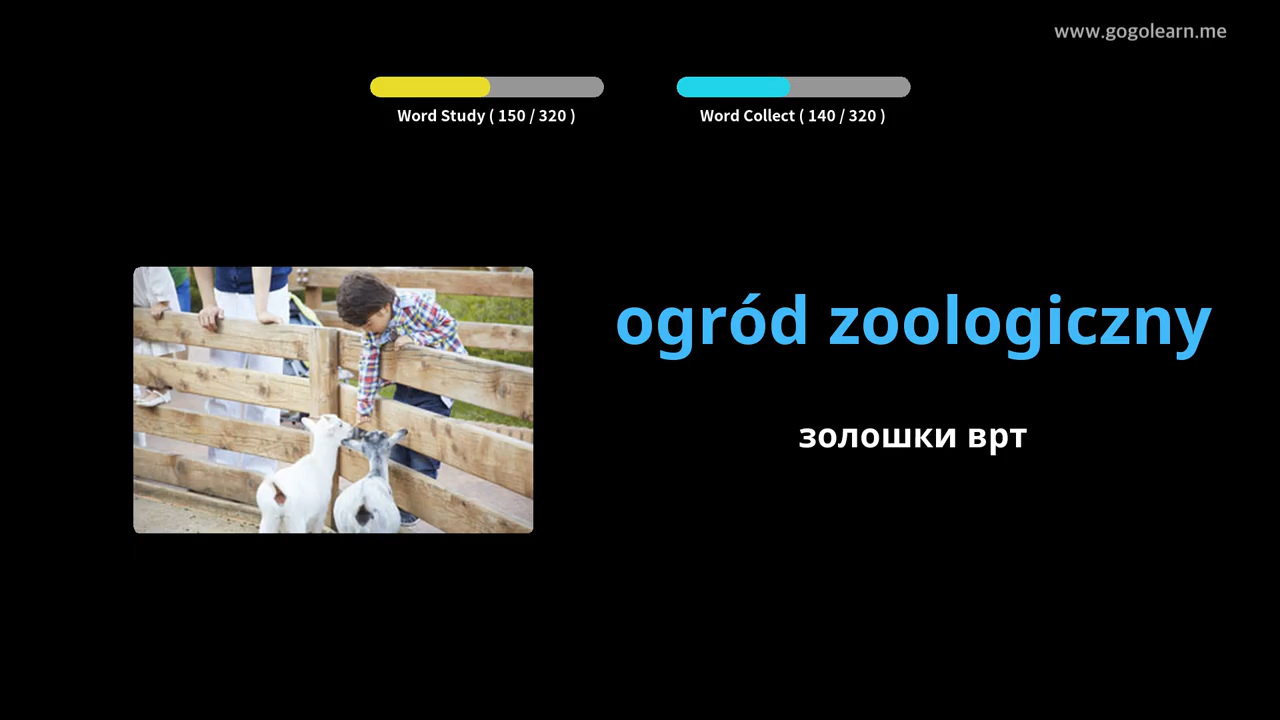 www.gogolearn.me
Word Study ( 150 / 320 )
Word Collect ( 140 / 320 )
ogród zoologiczny
золошки врт